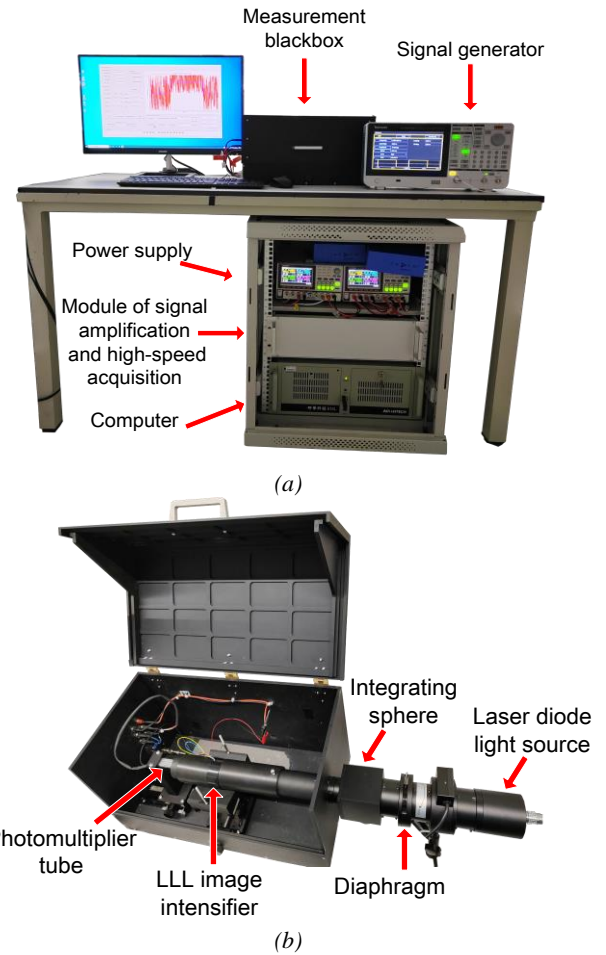 Measurement
blackbox
Signal generator
Power supply
Module of signal
amplification
and high-speed
acquisition
Computer
(a)
Integrating
sphere
Laser diode
light source
Photomultiplier
tube
LLL image
intensifier
Diaphragm
(b)